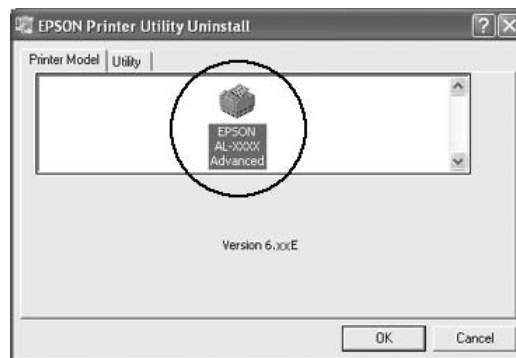 EPSON Printer Utility Uninstall
Printer Model Utility
EPSON
AL-XXXX
Advanced
Version 6.xxE
OK Cancel